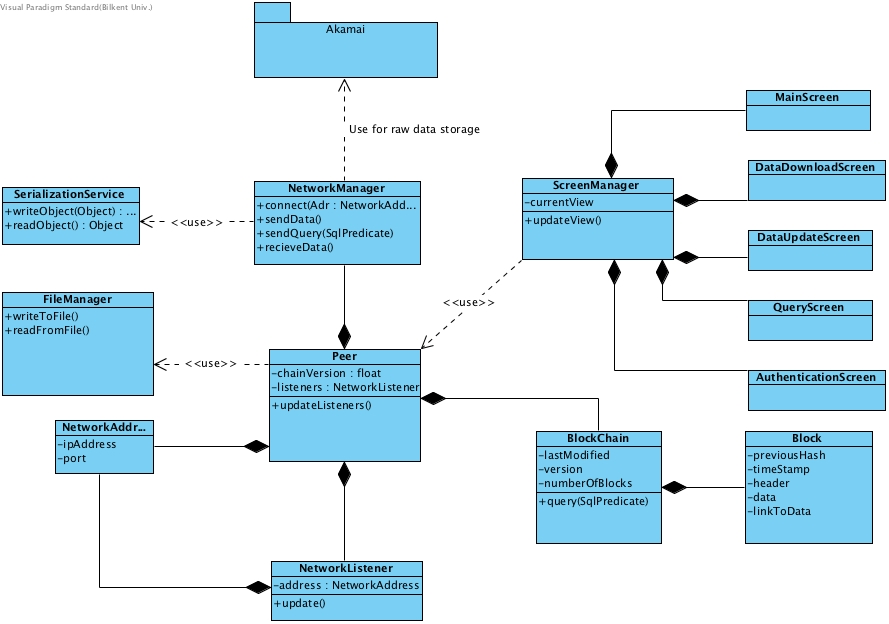 Visual Paradigm Standard(Bilkent Univ.)
Akamai
Use for raw data storage
MainScreen
DataDownloadScreen
DataUpdateScreen
QueryScreen
AuthenticationScreen
ScreenManager
-currentView
+updateView()
NetworkManager
+connect(Adr : NetworkAdd...
+sendData()
+sendQuery(SqlPredicate)
+recieveData()
SerializationService
+writeObject(Object) : ...
+readObject() : Object
<<use>>
<<use>>
FileManager
+writeToFile()
+readFromFile()
<<use>>
Peer
-chainVersion : float
-listeners : NetworkListener
+updateListeners()
NetworkAddr...
-ipAddress
-port
BlockChain
-lastModified
-version
-numberOfBlocks
+query(SqlPredicate)
Block
-previousHash
-timeStamp
-header
-data
-linkToData
NetworkListener
-address : NetworkAddress
+update()